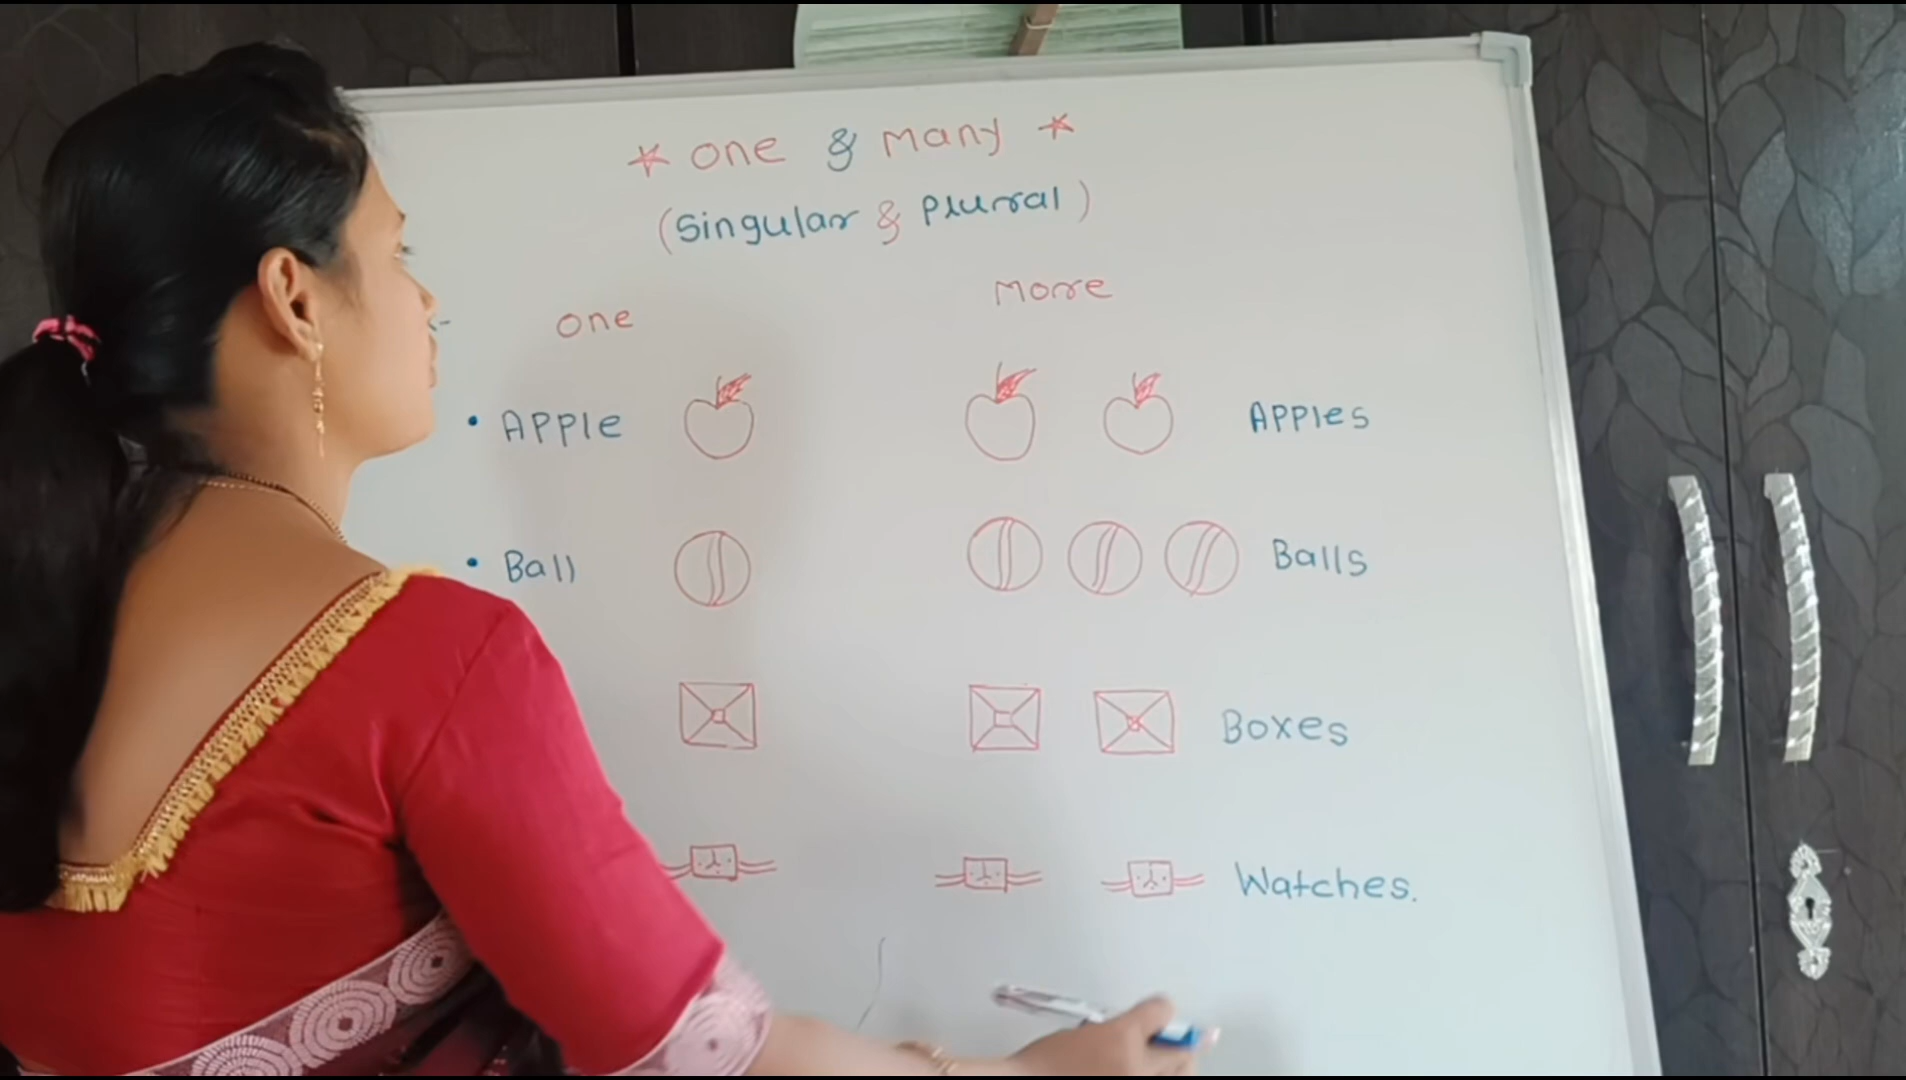 * one & many *
(Singular & Plural)
one More
• Apple Apples
• Ball Balls
Boxes
Watches.